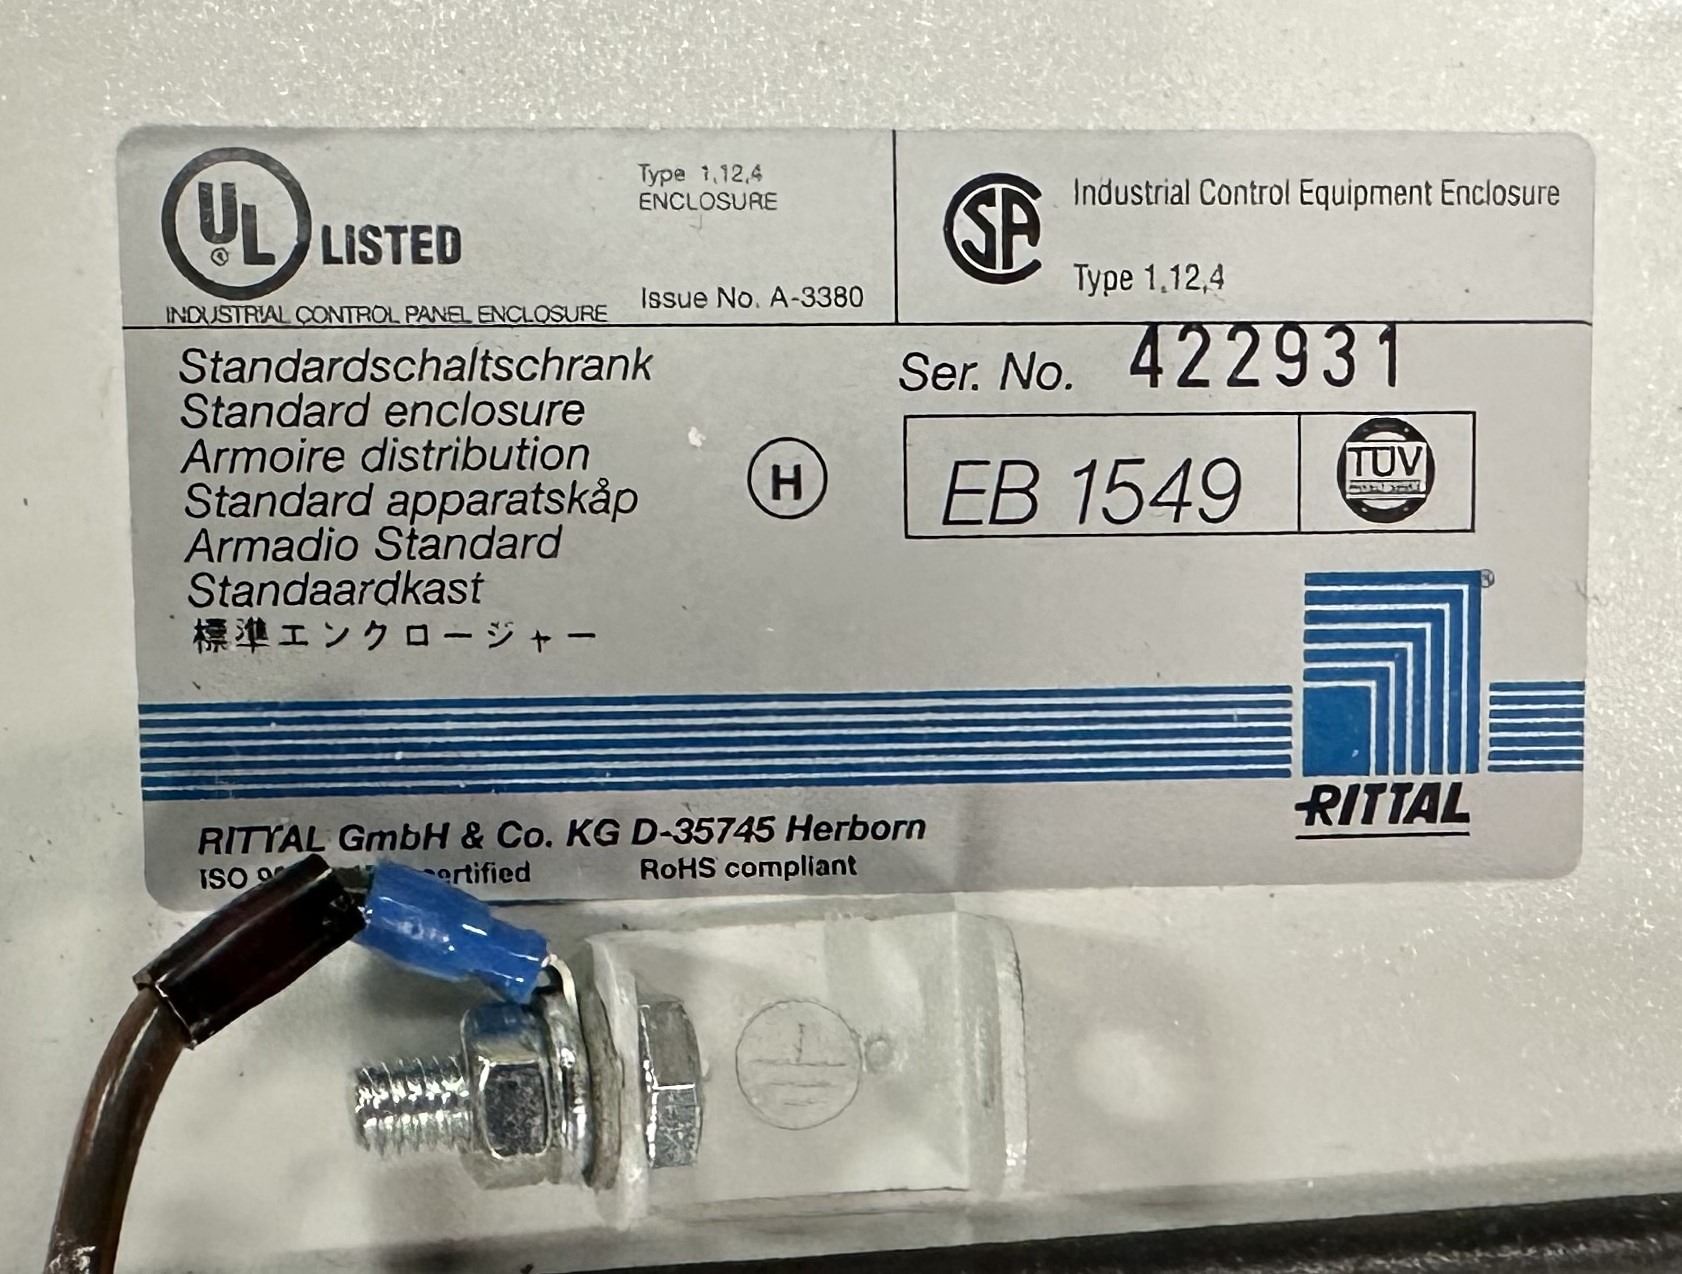 UL
®
LISTED
INDUSTRIAL CONTROL PANEL ENCLOSURE
Type 1,12,4
ENCLOSURE
Issue No. A-3380
SA
Industrial Control Equipment Enclosure
Type 1,12,4
Standardschaltschrank
Standard enclosure
Armoire distribution
Standard apparatskåp
Armadio Standard
Standaardkast
標準エンクロージャー
H
Ser. No. 422931
EB 1549
TÜV
®
RITTAL
RITTAL GmbH & Co. KG D-35745 Herborn
ISO
RoHS compliant